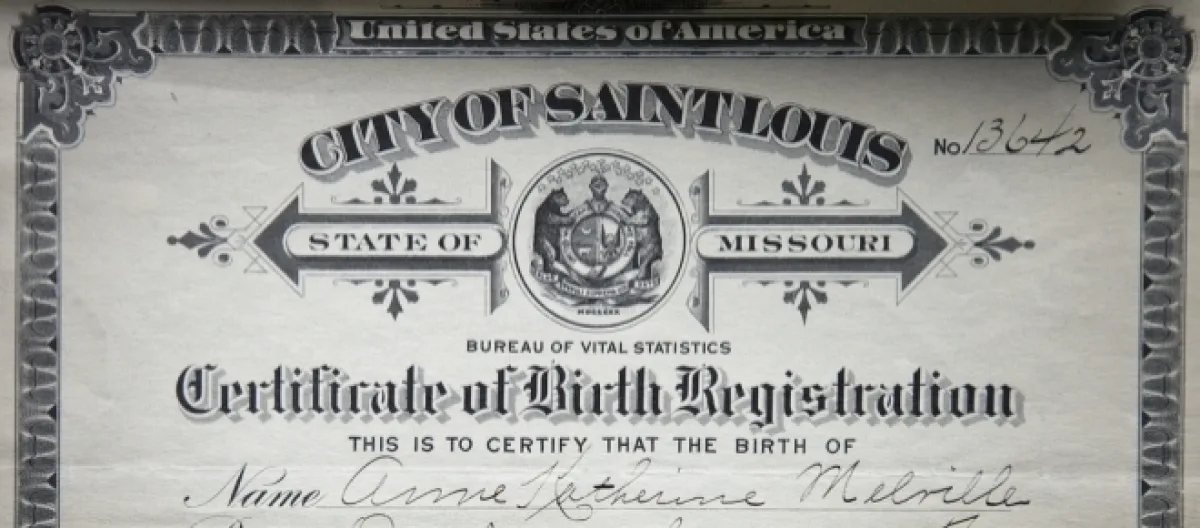 United States of America
CITY OF SAINT LOUIS
No 13642
STATE OF MISSOURI
BUREAU OF VITAL STATISTICS
Certificate of Birth Registration
THIS IS TO CERTIFY THAT THE BIRTH OF
Name Anne Katherine Melville